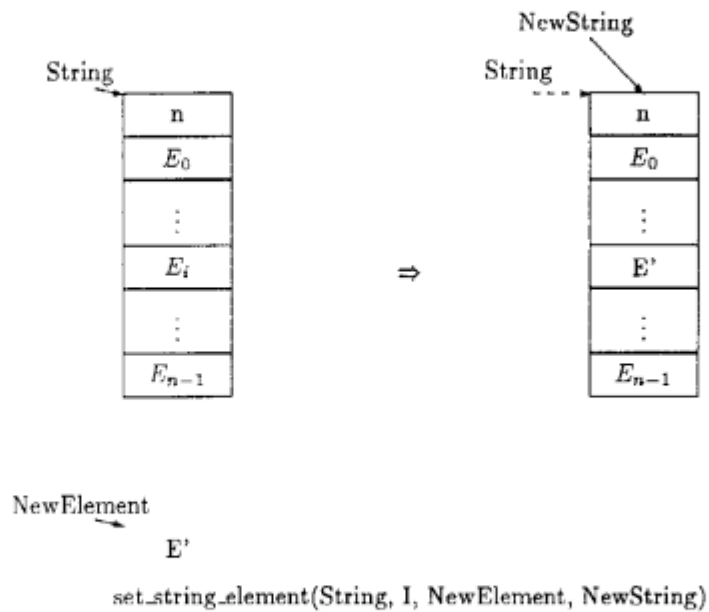 NewString
String
String
n
n
E₀
E₀
⋮
⋮
Eᵢ
⇒
E’
⋮
⋮
Eₙ₋₁
Eₙ₋₁
NewElement
E’
set_string_element(String, I, NewElement, NewString)